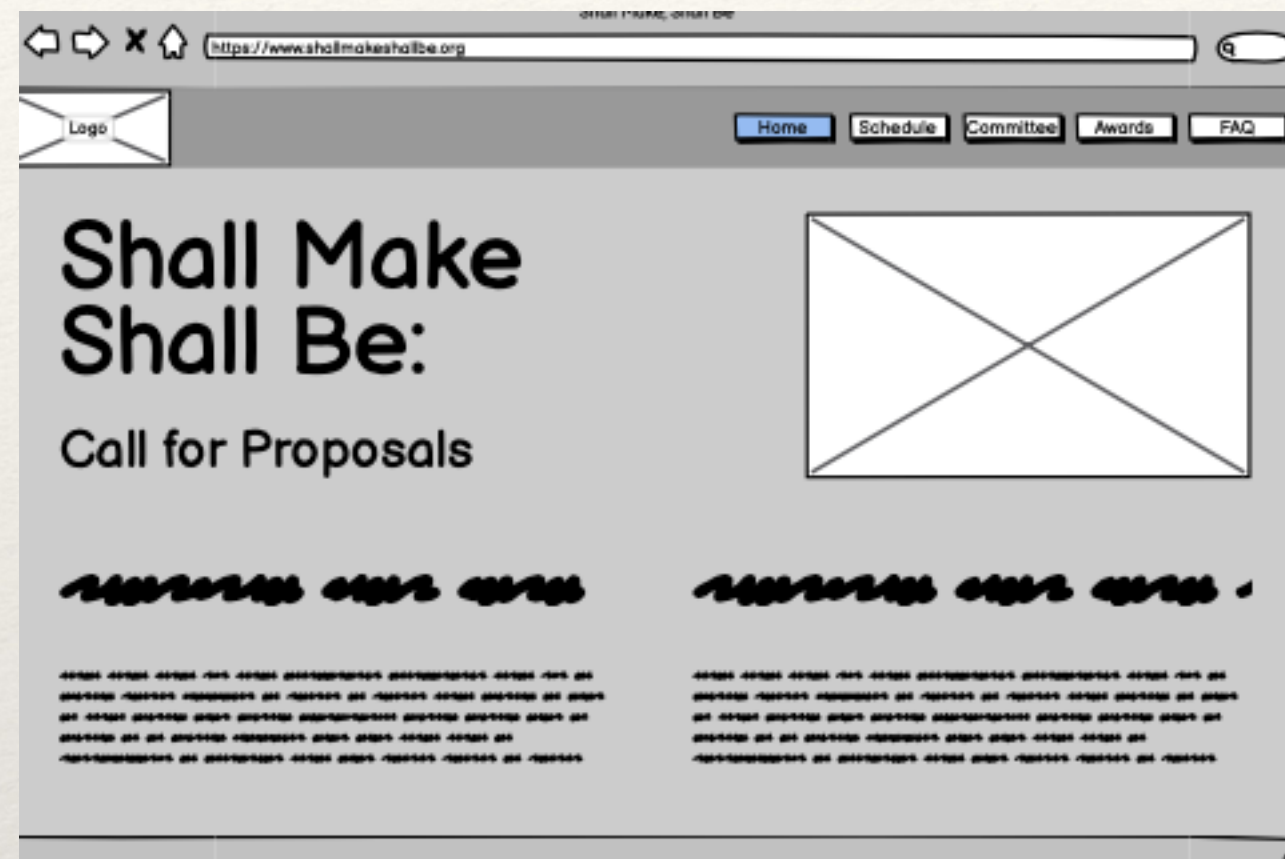 Shall Make, Shall Be
https://www.shallmakeshallbe.org
Logo
Home Schedule Committee Awards FAQ
Shall Make
Shall Be:
Call for Proposals